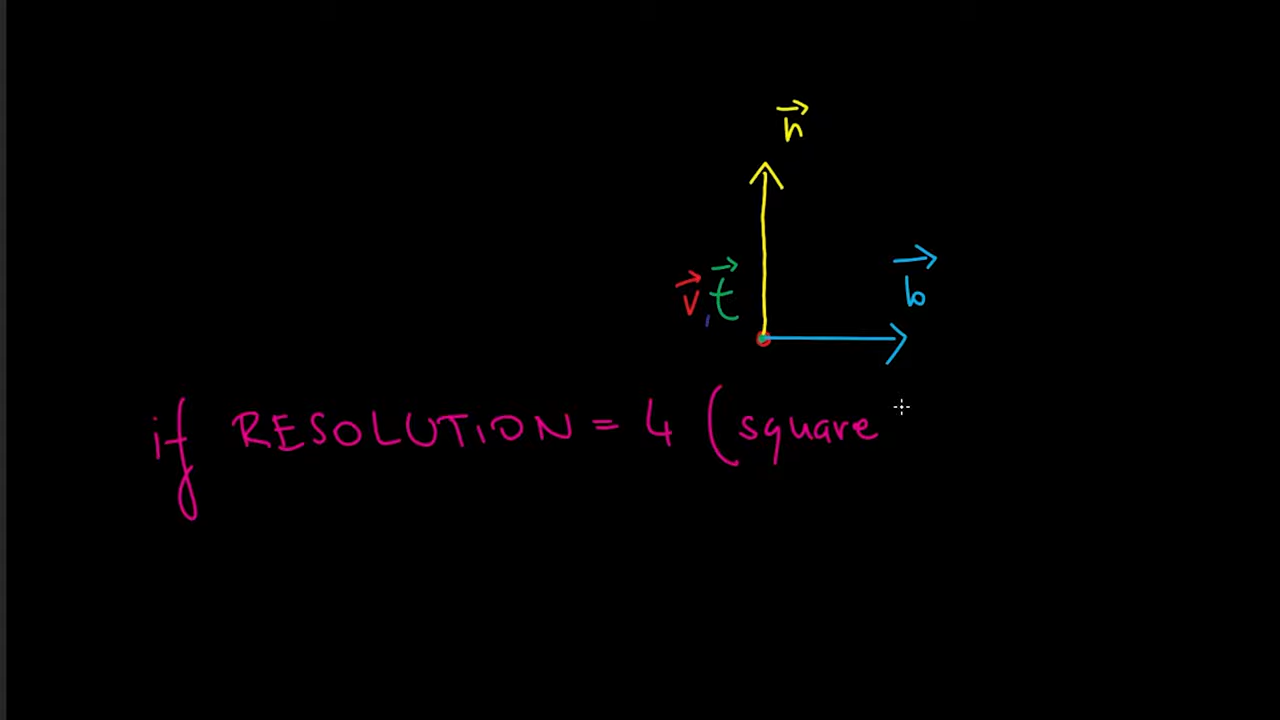 n⃗
b⃗
v⃗, t⃗
if RESOLUTION = 4 (square